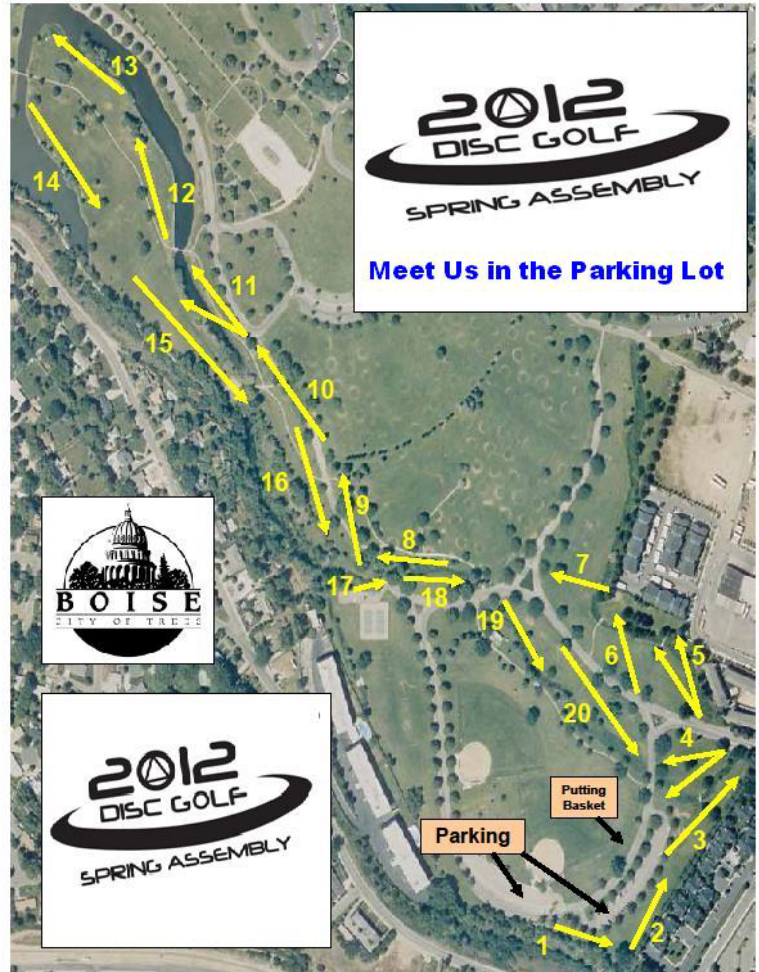 2012
DISC GOLF
SPRING ASSEMBLY
Meet Us in the Parking Lot
13
14
12
11
15
10
16
9
8
7
17
18
19
6
5
20
4
BOISE
CITY OF TREES
2012
DISC GOLF
SPRING ASSEMBLY
Putting
Basket
3
Parking
1
2